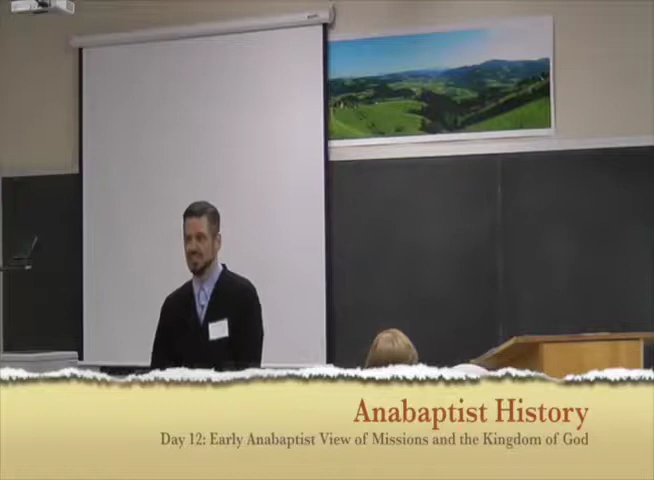 Anabaptist History
Day 12: Early Anabaptist View of Missions and the Kingdom of God